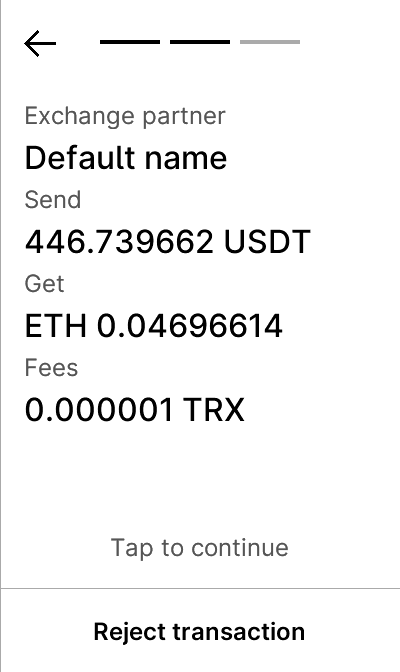 Exchange partner
Default name
Send
446.739662 USDT
Get
ETH 0.04696614
Fees
0.000001 TRX
Tap to continue
Reject transaction